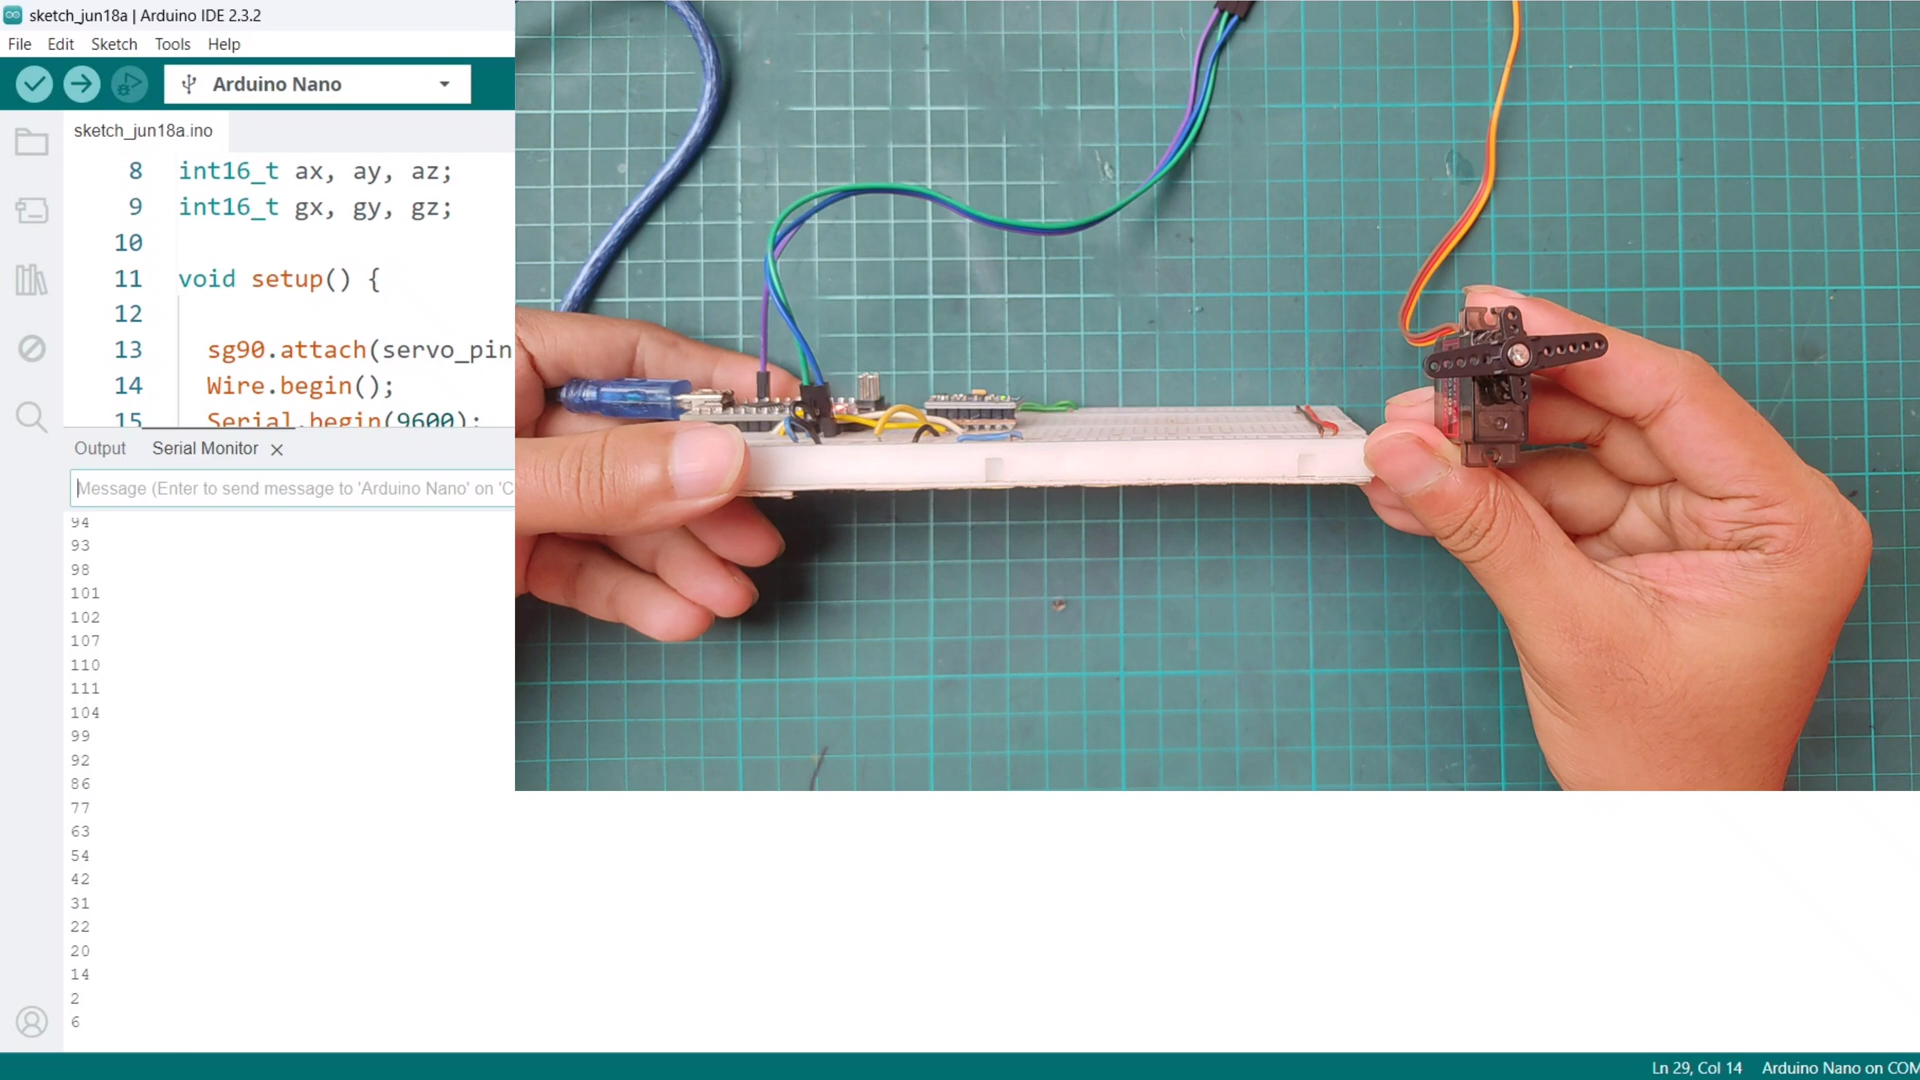 sketch_jun18a | Arduino IDE 2.3.2
File Edit Sketch Tools Help
Arduino Nano
sketch_jun18a.ino
8 int16_t ax, ay, az;
9 int16_t gx, gy, gz;
10
11 void setup() {
12
13 sg90.attach(servo_pin
14 Wire.begin();
15 Serial.begin(9600);
Output Serial Monitor
Message (Enter to send message to 'Arduino Nano' on 'C
94
93
98
101
102
107
110
111
104
99
92
86
77
63
54
42
31
22
20
14
2
6
Ln 29, Col 14 Arduino Nano on COM